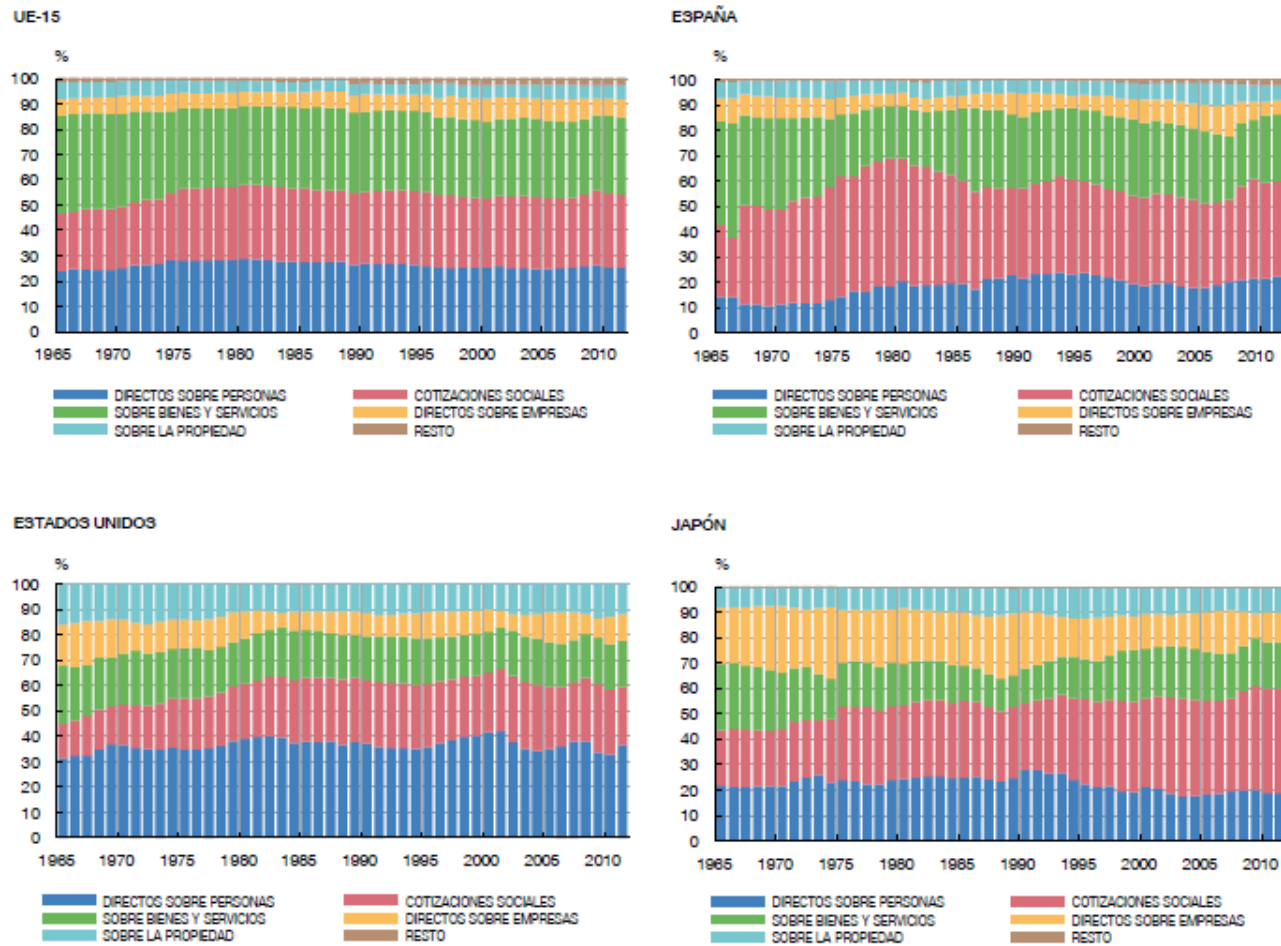 UE-15
%
100
90
80
70
60
50
40
30
20
10
0
1965 1970 1975 1980 1985 1990 1995 2000 2005 2010
DIRECTOS SOBRE PERSONAS COTIZACIONES SOCIALES
SOBRE BIENES Y SERVICIOS DIRECTOS SOBRE EMPRESAS
SOBRE LA PROPIEDAD RESTO
ESPAÑA
%
100
90
80
70
60
50
40
30
20
10
0
1965 1970 1975 1980 1985 1990 1995 2000 2005 2010
DIRECTOS SOBRE PERSONAS COTIZACIONES SOCIALES
SOBRE BIENES Y SERVICIOS DIRECTOS SOBRE EMPRESAS
SOBRE LA PROPIEDAD RESTO
ESTADOS UNIDOS
%
100
90
80
70
60
50
40
30
20
10
0
1965 1970 1975 1980 1985 1990 1995 2000 2005 2010
DIRECTOS SOBRE PERSONAS COTIZACIONES SOCIALES
SOBRE BIENES Y SERVICIOS DIRECTOS SOBRE EMPRESAS
SOBRE LA PROPIEDAD RESTO
JAPÓN
%
100
90
80
70
60
50
40
30
20
10
0
1965 1970 1975 1980 1985 1990 1995 2000 2005 2010
DIRECTOS SOBRE PERSONAS COTIZACIONES SOCIALES
SOBRE BIENES Y SERVICIOS DIRECTOS SOBRE EMPRESAS
SOBRE LA PROPIEDAD RESTO